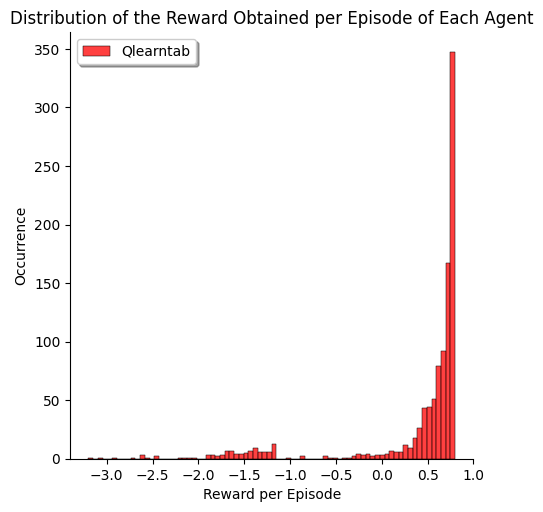 Distribution of the Reward Obtained per Episode of Each Agent
Qlearntab
350
300
250
200
150
100
50
0
Occurrence
−3.0 −2.5 −2.0 −1.5 −1.0 −0.5 0.0 0.5 1.0
Reward per Episode